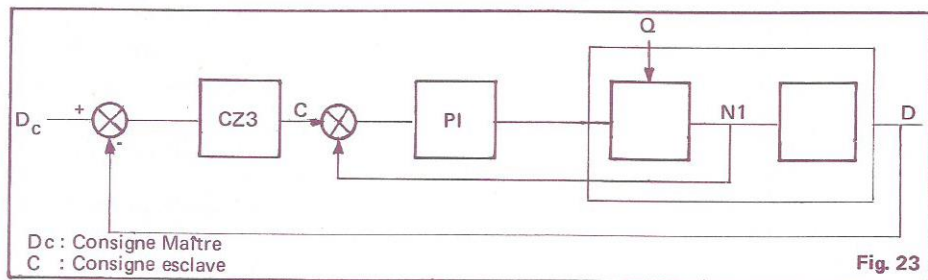 Q
Dc + - CZ3 C PI N1 D
Dc : Consigne Maître
C : Consigne esclave
Fig. 23